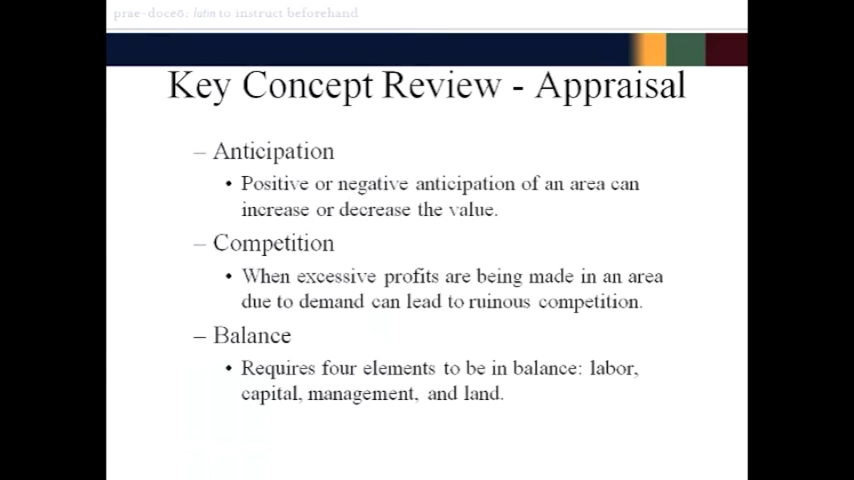 prae-doceō: latin to instruct beforehand
Key Concept Review - Appraisal
– Anticipation
• Positive or negative anticipation of an area can
increase or decrease the value.
– Competition
• When excessive profits are being made in an area
due to demand can lead to ruinous competition.
– Balance
• Requires four elements to be in balance: labor,
capital, management, and land.